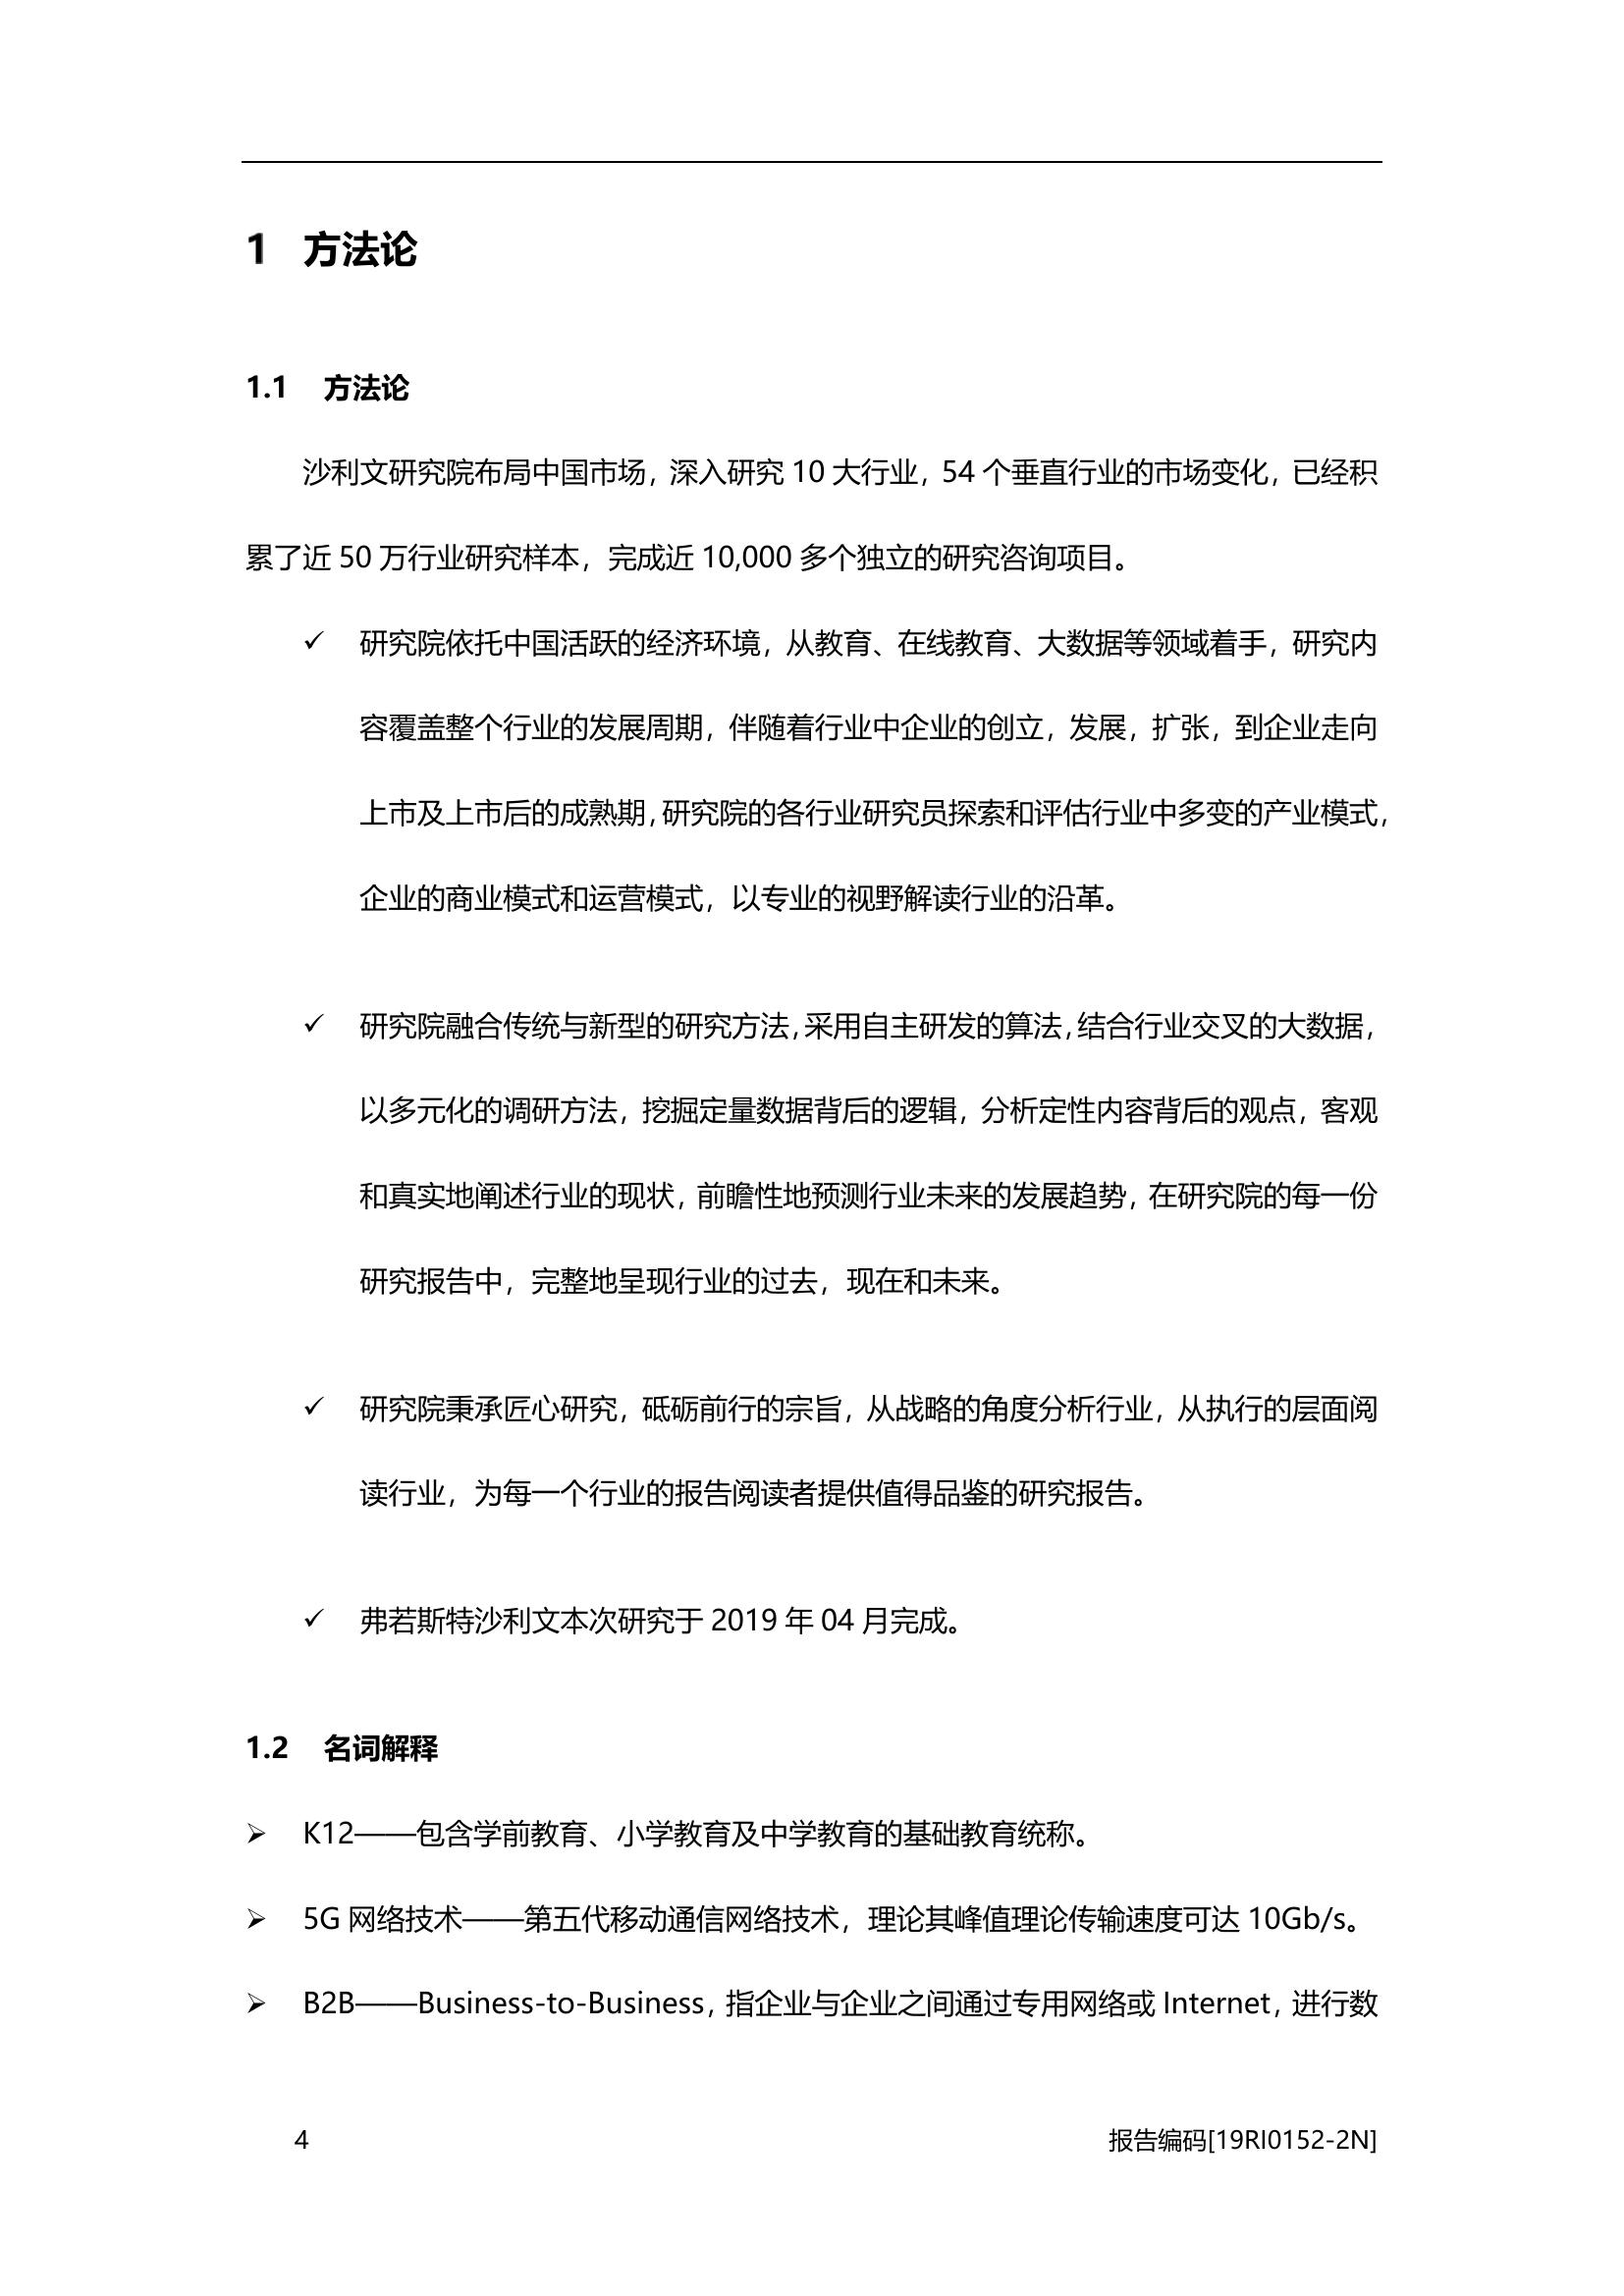 1 方法论
1.1 方法论
沙利文研究院布局中国市场，深入研究 10 大行业，54 个垂直行业的市场变化，已经积
累了近 50 万行业研究样本，完成近 10,000 多个独立的研究咨询项目。
✓ 研究院依托中国活跃的经济环境，从教育、在线教育、大数据等领域着手，研究内
容覆盖整个行业的发展周期，伴随着行业中企业的创立，发展，扩张，到企业走向
上市及上市后的成熟期，研究院的各行业研究员探索和评估行业中多变的产业模式，
企业的商业模式和运营模式，以专业的视野解读行业的沿革。
✓ 研究院融合传统与新型的研究方法，采用自主研发的算法，结合行业交叉的大数据，
以多元化的调研方法，挖掘定量数据背后的逻辑，分析定性内容背后的观点，客观
和真实地阐述行业的现状，前瞻性地预测行业未来的发展趋势，在研究院的每一份
研究报告中，完整地呈现行业的过去，现在和未来。
✓ 研究院秉承匠心研究，砥砺前行的宗旨，从战略的角度分析行业，从执行的层面阅
读行业，为每一个行业的报告阅读者提供值得品鉴的研究报告。
✓ 弗若斯特沙利文本次研究于 2019 年 04 月完成。
1.2 名词解释
➢ K12——包含学前教育、小学教育及中学教育的基础教育统称。
➢ 5G 网络技术——第五代移动通信网络技术，理论其峰值理论传输速度可达 10Gb/s。
➢ B2B——Business-to-Business，指企业与企业之间通过专用网络或 Internet，进行数
4 报告编码[19RI0152-2N]